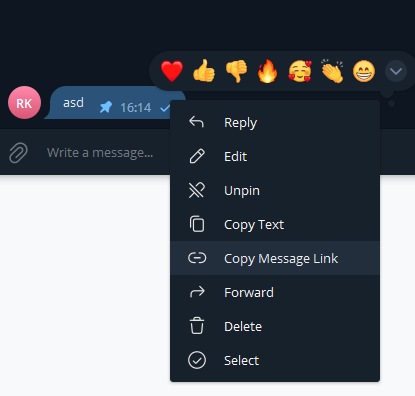 RK
asd
16:14
Write a message...
Reply
Edit
Unpin
Copy Text
Copy Message Link
Forward
Delete
Select